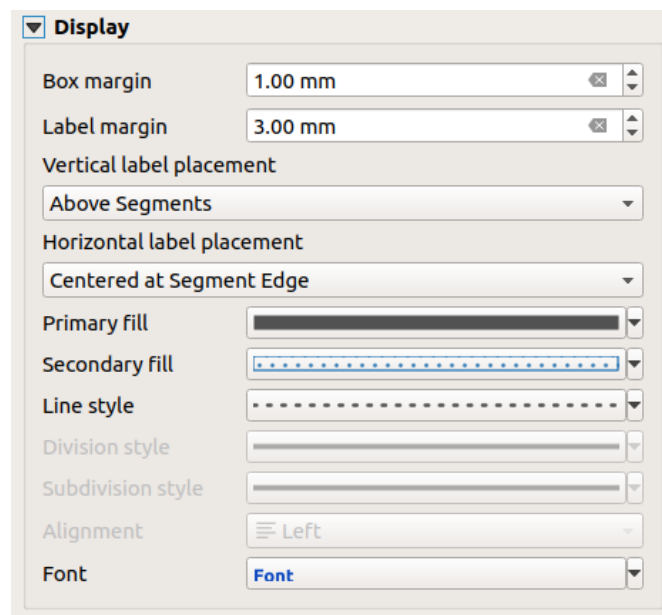 Display
Box margin 1.00 mm
Label margin 3.00 mm
Vertical label placement
Above Segments
Horizontal label placement
Centered at Segment Edge
Primary fill
Secondary fill
Line style
Division style
Subdivision style
Alignment Left
Font Font